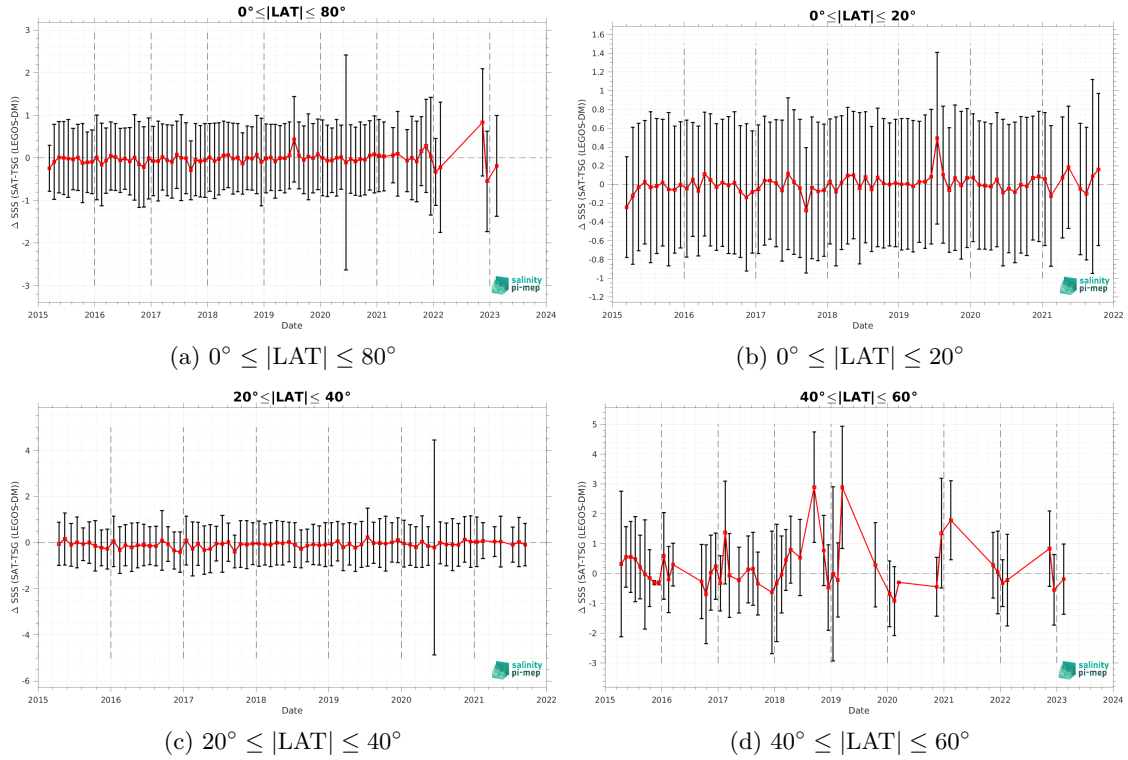 0°≤|LAT|≤ 80°
3
2
1
0
-1
-2
-3
Δ SSS (SAT-TSG (LEGOS-DM))
2015 2016 2017 2018 2019 2020 2021 2022 2023 2024
Date
salinity
pi-mep
(a) 0° ≤ |LAT| ≤ 80°
0°≤|LAT|≤ 20°
1.6
1.4
1.2
1
0.8
0.6
0.4
0.2
0
-0.2
-0.4
-0.6
-0.8
-1
-1.2
Δ SSS (SAT-TSG (LEGOS-DM))
2015 2016 2017 2018 2019 2020 2021 2022
Date
salinity
pi-mep
(b) 0° ≤ |LAT| ≤ 20°
20°≤|LAT|≤ 40°
4
2
0
-2
-4
-6
Δ SSS (SAT-TSG (LEGOS-DM))
2015 2016 2017 2018 2019 2020 2021 2022
Date
salinity
pi-mep
(c) 20° ≤ |LAT| ≤ 40°
40°≤|LAT|≤ 60°
5
4
3
2
1
0
-1
-2
-3
Δ SSS (SAT-TSG (LEGOS-DM))
2015 2016 2017 2018 2019 2020 2021 2022 2023 2024
Date
salinity
pi-mep
(d) 40° ≤ |LAT| ≤ 60°